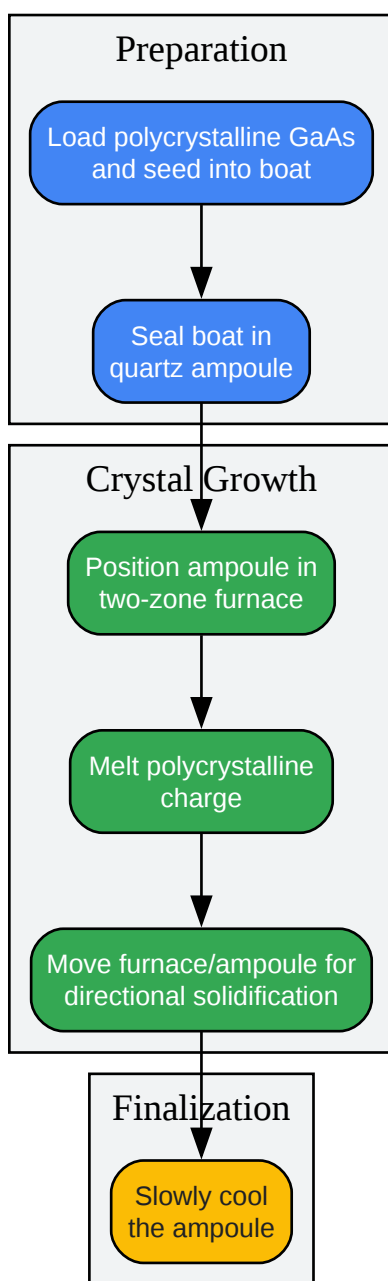 Preparation
Load polycrystalline GaAs
and seed into boat
Seal boat in
quartz ampoule
Crystal Growth
Position ampoule in
two-zone furnace
Melt polycrystalline
charge
Move furnace/ampoule for
directional solidification
Finalization
Slowly cool
the ampoule